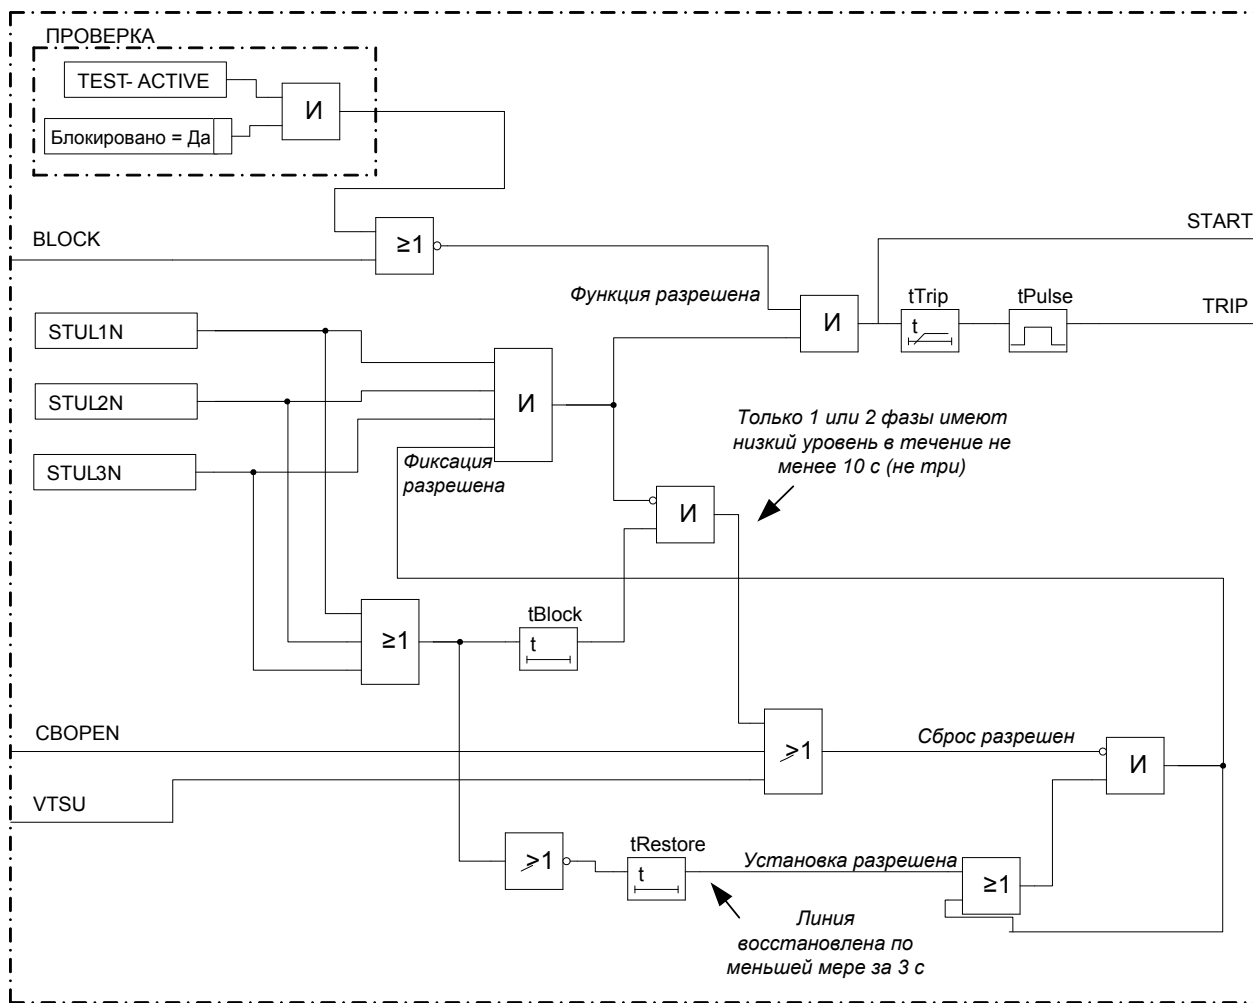 ПРОВЕРКА
TEST- ACTIVE
И
Блокировано = Да
BLOCK
≥1
START
Функция разрешена
tTrip
tPulse
TRIP
И
t
STUL1N
STUL2N
STUL3N
И
Фиксация
разрешена
Только 1 или 2 фазы имеют
низкий уровень в течение не
менее 10 с (не три)
И
≥1
tBlock
t
CBOPEN
VTSU
>1
Сброс разрешен
И
>1
tRestore
t
Установка разрешена
≥1
Линия
восстановлена по
меньшей мере за 3 с